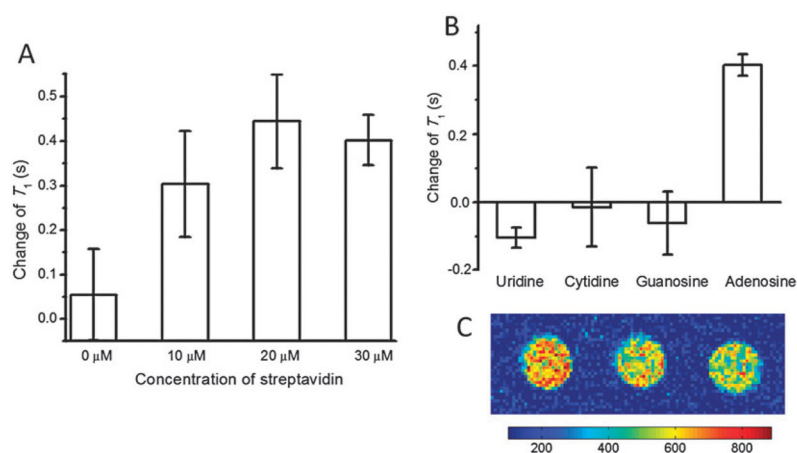 A
Change of T1 (s)
0.5
0.4
0.3
0.2
0.1
0.0
0 µM 10 µM 20 µM 30 µM
Concentration of streptavidin
B
Change of T1 (s)
0.4
0.2
0.0
-0.2
Uridine Cytidine Guanosine Adenosine
C
200 400 600 800